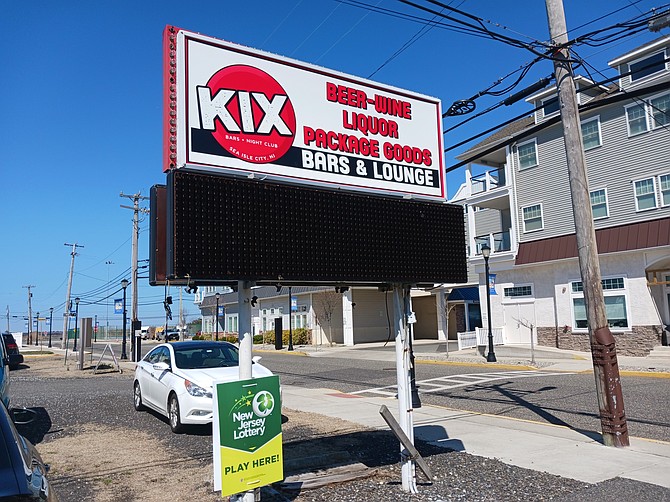 KIX
BARS • NIGHT CLUB
SEA ISLE CITY, NJ
BEER-WINE
LIQUOR
PACKAGE GOODS
BARS & LOUNGE
New
Jersey
Lottery
PLAY HERE!